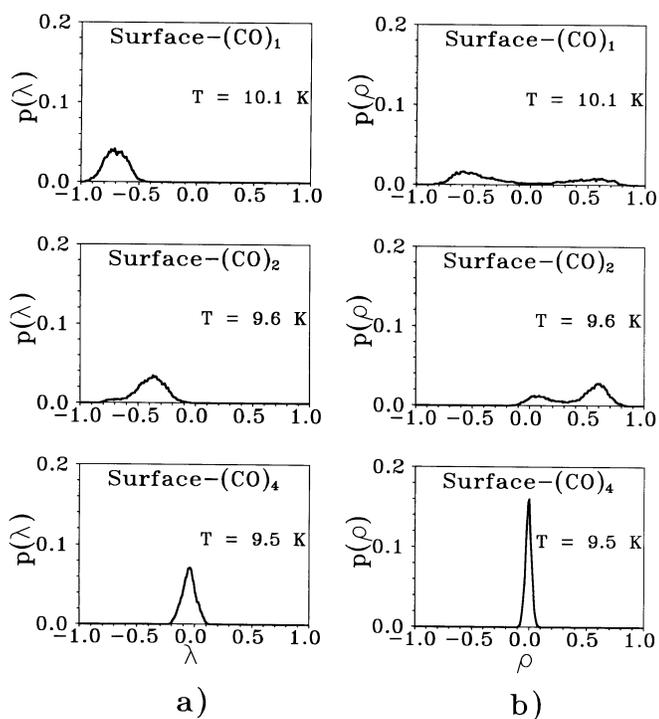 0.2
Surface-(CO)₁
p(λ)
0.1
T = 10.1 K
0.0
-1.0 -0.5 0.0 0.5 1.0
0.2
Surface-(CO)₁
p(ρ)
0.1
T = 10.1 K
0.0
-1.0 -0.5 0.0 0.5 1.0
0.2
Surface-(CO)₂
p(λ)
0.1
T = 9.6 K
0.0
-1.0 -0.5 0.0 0.5 1.0
0.2
Surface-(CO)₂
p(ρ)
0.1
T = 9.6 K
0.0
-1.0 -0.5 0.0 0.5 1.0
0.2
Surface-(CO)₄
p(λ)
0.1
T = 9.5 K
0.0
-1.0 -0.5 0.0 0.5 1.0
λ
0.2
Surface-(CO)₄
p(ρ)
0.1
T = 9.5 K
0.0
-1.0 -0.5 0.0 0.5 1.0
ρ
a)
b)